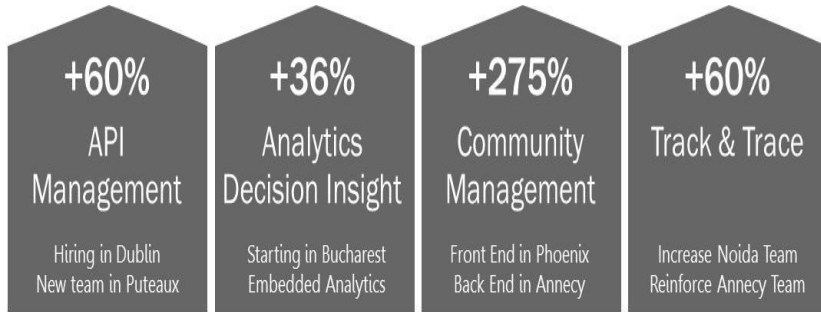 +60%
API
Management
Hiring in Dublin
New team in Puteaux
+36%
Analytics
Decision Insight
Starting in Bucharest
Embedded Analytics
+275%
Community
Management
Front End in Phoenix
Back End in Annecy
+60%
Track & Trace
Increase Noida Team
Reinforce Annecy Team